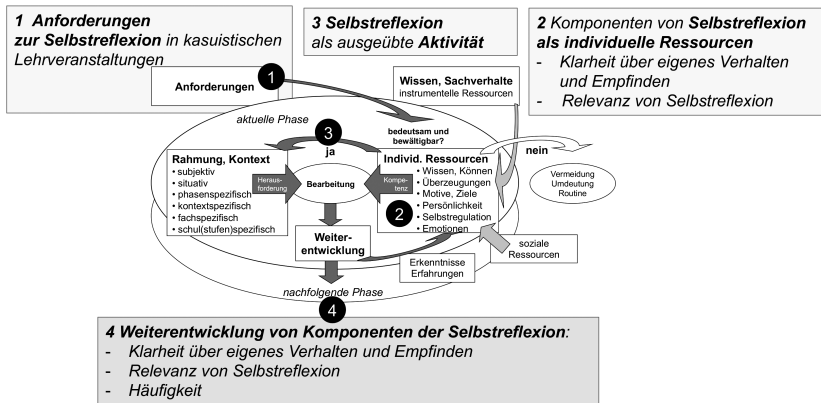 1 Anforderungen
zur Selbstreflexion in kasuistischen
Lehrveranstaltungen
3 Selbstreflexion
als ausgeübte Aktivität
2 Komponenten von Selbstreflexion
als individuelle Ressourcen
- Klarheit über eigenes Verhalten
und Empfinden
- Relevanz von Selbstreflexion
Anforderungen
1
Wissen, Sachverhalte
instrumentelle Ressourcen
aktuelle Phase
3
ja
bedeutsam und
bewältigbar?
nein
Rahmung, Kontext
• subjektiv
• situativ
• phasenspezifisch
• kontextspezifisch
• fachspezifisch
• schul(stufen)spezifisch
Heraus-
forderung
Bearbeitung
Kompe-
tenz
Individ. Ressourcen
• Wissen, Können
• Überzeugungen
• Motive, Ziele
• Persönlichkeit
• Selbstregulation
• Emotionen
2
Vermeidung
Umdeutung
Routine
Weiter-
entwicklung
soziale
Ressourcen
Erkenntnisse
Erfahrungen
nachfolgende Phase
4
4 Weiterentwicklung von Komponenten der Selbstreflexion:
- Klarheit über eigenes Verhalten und Empfinden
- Relevanz von Selbstreflexion
- Häufigkeit